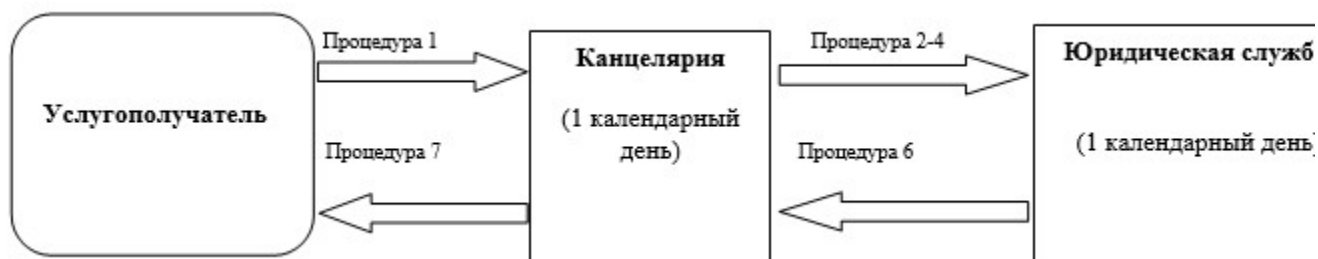 Услугополучатель
Процедура 1
Процедура 7
Канцелярия
(1 календарный
день)
Процедура 2-4
Процедура 6
Юридическая служб
(1 календарный день)